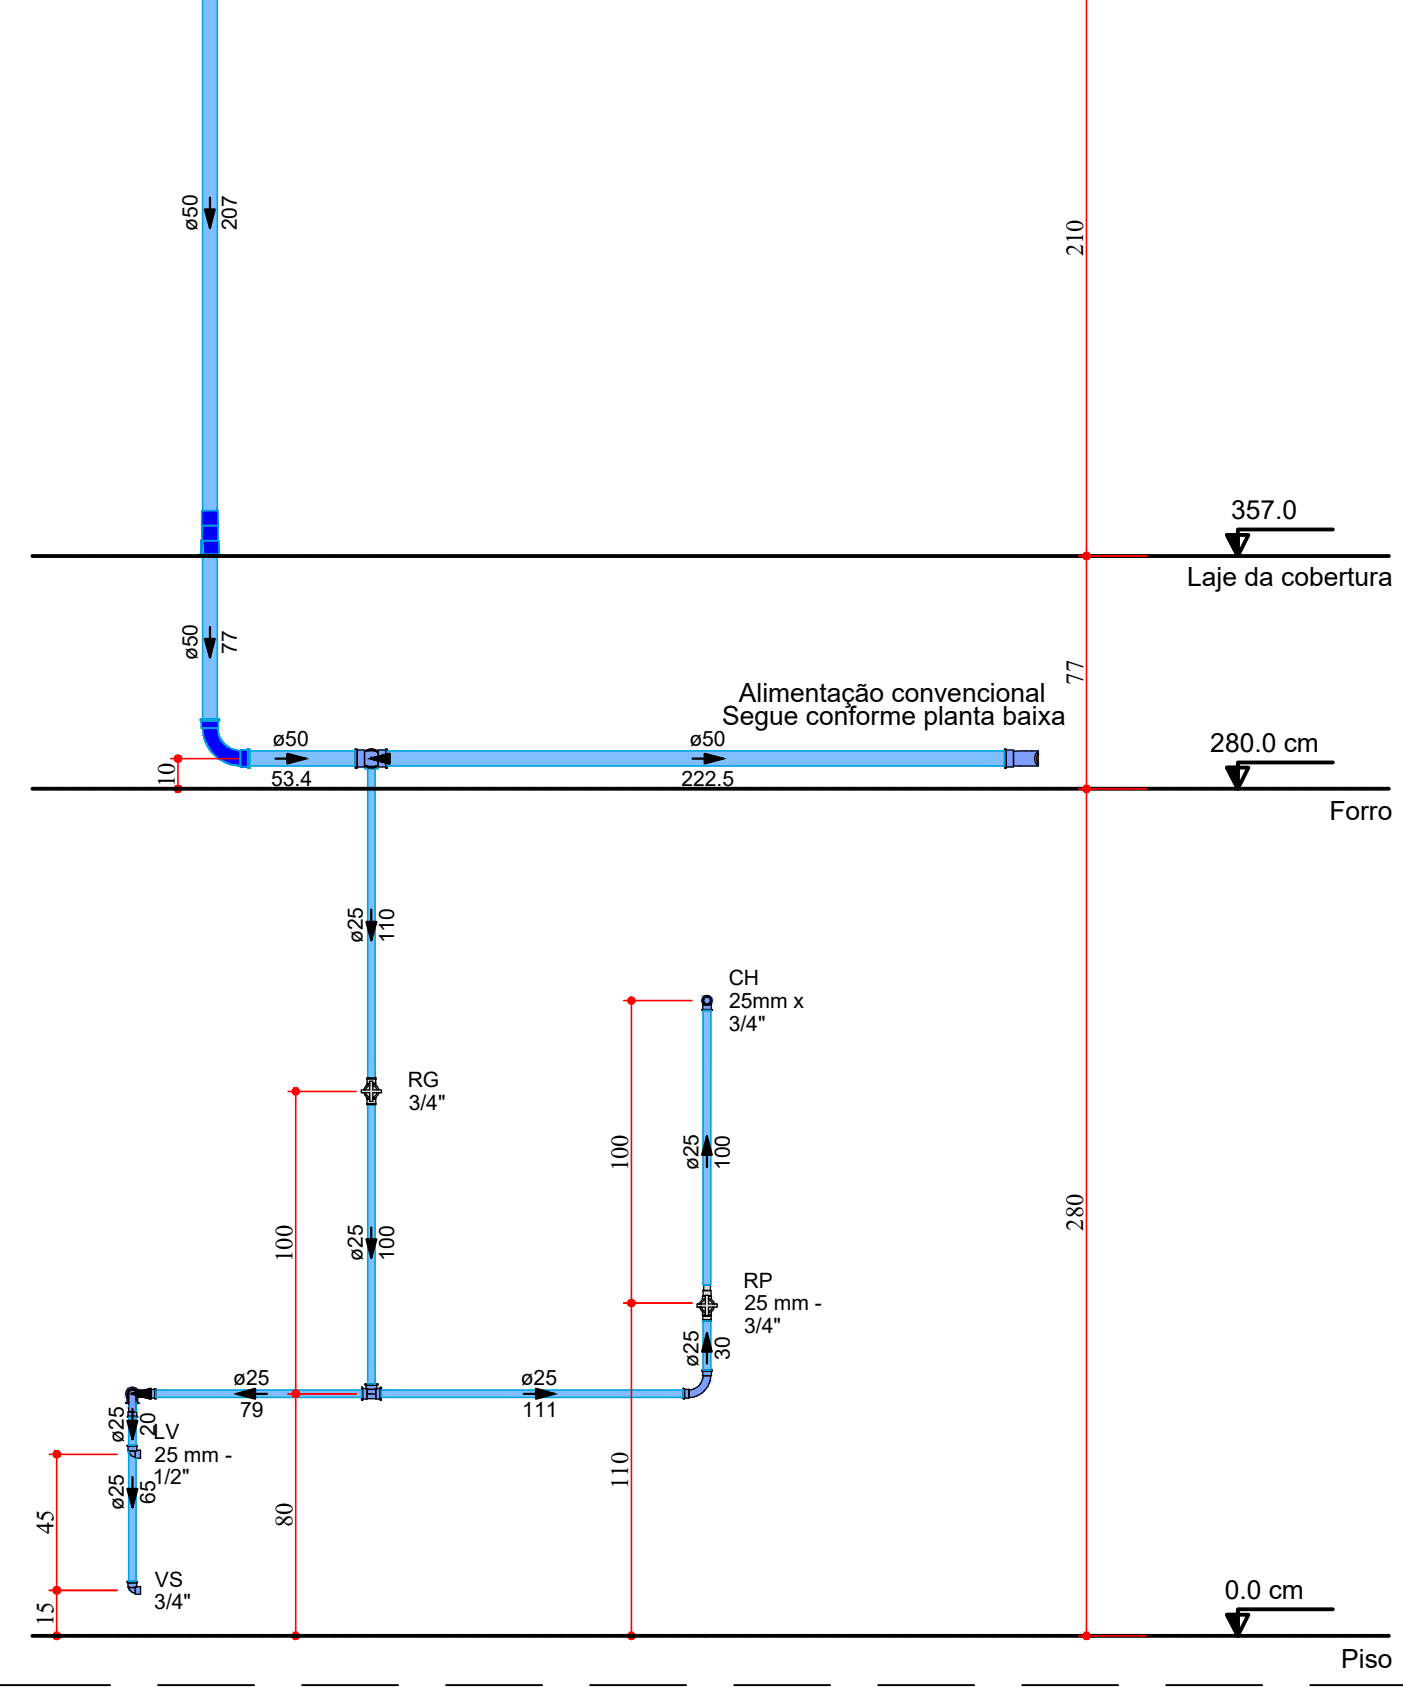 ø50
207
210
357.0
Laje da cobertura
ø50
77
77
Alimentação convencional
Segue conforme planta baixa
ø50
53.4
ø50
222.5
10
280.0 cm
Forro
ø25
110
CH
25mm x
3/4"
RG
3/4"
100
ø25
100
100
ø25
100
280
RP
25 mm -
3/4"
ø25
30
ø25
79
ø25
111
ø25
20
LV
25 mm -
1/2"
ø25
65
45
80
110
VS
3/4"
15
0.0 cm
Piso